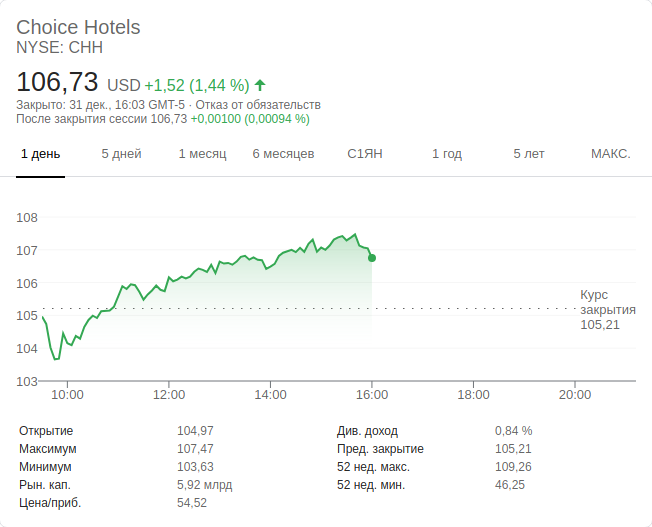 Choice Hotels
NYSE: CHH
106,73 USD +1,52 (1,44 %)
Закрыто: 31 дек., 16:03 GMT-5 · Отказ от обязательств
После закрытия сессии 106,73 +0,00100 (0,00094 %)
1 день 5 дней 1 месяц 6 месяцев С1ЯН 1 год 5 лет МАКС.
108
107
106
105
104
103
Курс
закрытия
105,21
10:00 12:00 14:00 16:00 18:00 20:00
Открытие 104,97 Див. доход 0,84 %
Максимум 107,47 Пред. закрытие 105,21
Минимум 103,63 52 нед. макс. 109,26
Рын. кап. 5,92 млрд 52 нед. мин. 46,25
Цена/приб. 54,52